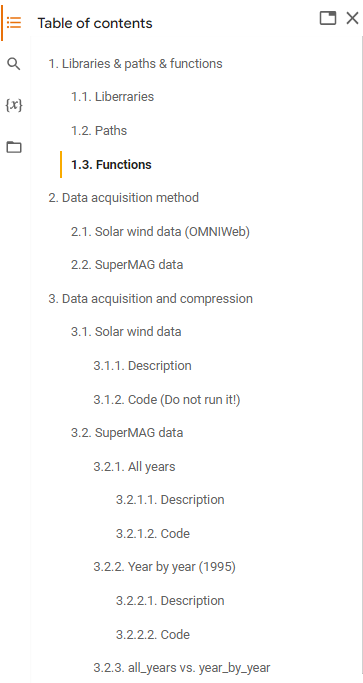 Table of contents
1. Libraries & paths & functions
{x}
1.1. Liberraries
1.2. Paths
1.3. Functions
2. Data acquisition method
2.1. Solar wind data (OMNIWeb)
2.2. SuperMAG data
3. Data acquisition and compression
3.1. Solar wind data
3.1.1. Description
3.1.2. Code (Do not run it!)
3.2. SuperMAG data
3.2.1. All years
3.2.1.1. Description
3.2.1.2. Code
3.2.2. Year by year (1995)
3.2.2.1. Description
3.2.2.2. Code
3.2.3. all_years vs. year_by_year